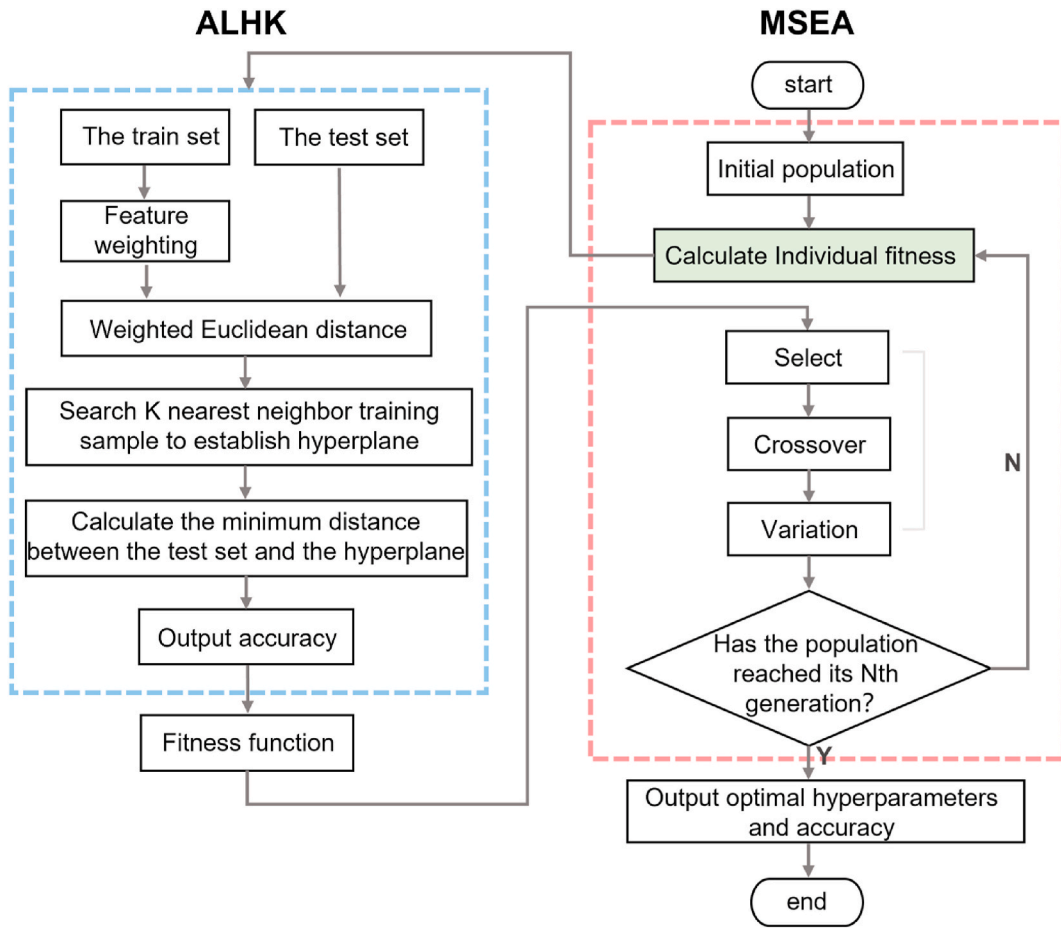 ALHK
The train set
The test set
Feature
weighting
Weighted Euclidean distance
Search K nearest neighbor training
sample to establish hyperplane
Calculate the minimum distance
between the test set and the hyperplane
Output accuracy
Fitness function
MSEA
start
Initial population
Calculate Individual fitness
Select
Crossover
Variation
N
Has the population
reached its Nth
generation?
Y
Output optimal hyperparameters
and accuracy
end